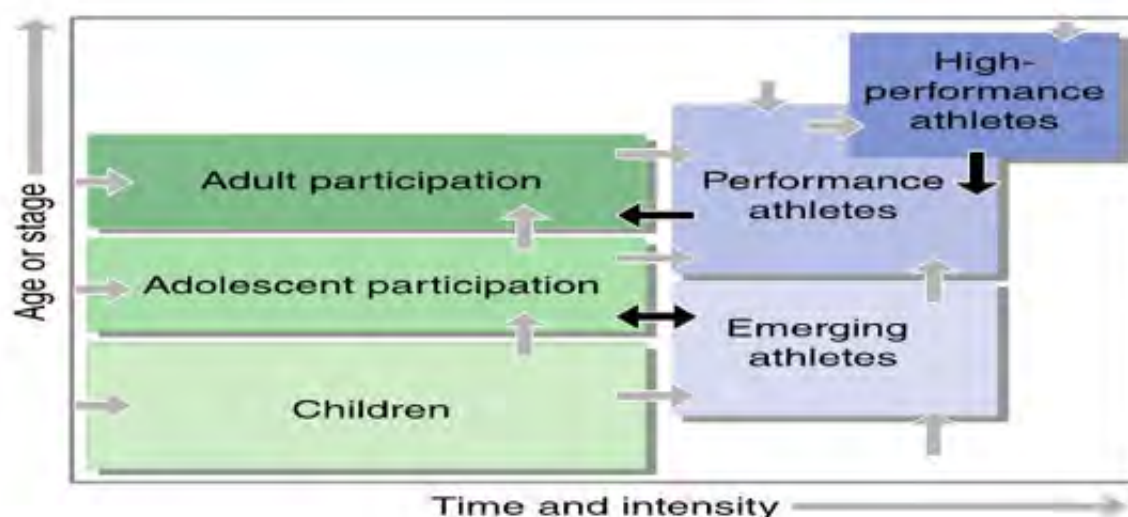 High-
performance
athletes
Adult participation
Performance
athletes
Adolescent participation
Emerging
athletes
Children
Age or stage
Time and intensity